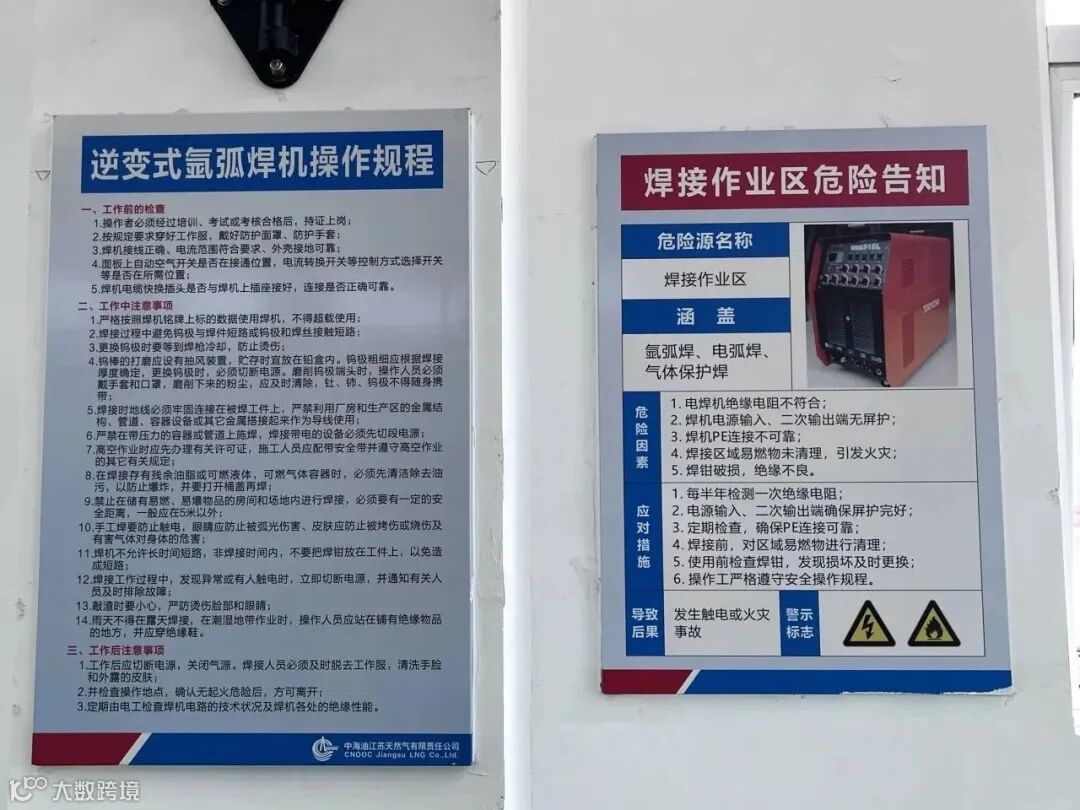 逆变式氩弧焊机操作规程
一、工作前的检查
1.操作者必须经过培训、考试或考核合格后，持证上岗；
2.按规定要求穿好工作服，戴好防护面罩、防护手套；
3.焊机接线正确、电流范围符合要求、外壳接地可靠；
4.面板上自动空气开关是否在接通位置，电流转换开关等控制方式选择开关
等是否在所需位置；
5.焊机电缆快换插头是否与焊机上插座接好，连接是否正确可靠。
二、工作中注意事项
1.严格按照焊机铭牌上标的数据使用焊机，不得超载使用；
2.焊接过程中避免钨极与焊件短路或钨极和焊丝接触短路；
3.更换钨极时要等到焊枪冷却，防止烫伤；
4.钨棒的打磨应设有抽风装置，贮存时宜放在铅盒内。钨极粗细应根据焊接
厚度确定，更换钨极时，必须切断电源。磨削钨极端头时，操作人员必须
戴手套和口罩，磨削下来的粉尘，应及时清除，钍、铈、钨极不得随身携
带；
5.焊接时地线必须牢固连接在被焊工件上、严禁利用厂房和生产区的金属结
构、管道、容器设备或其它金属搭接起来作为导线使用；
6.严禁在带压力的容器或管道上施焊，焊接带电的设备必须先切段电源；
7.高空作业时应先办理有关许可证，施工人员应配带安全带并遵守高空作业
的其它有关规定；
8.在焊接存有残余油脂或可燃液体，可燃气体容器时，必须先清洁除去油
污，以防止爆炸，并要打开桶盖再焊；
9.禁止在储有易燃、易爆物品的房间和场地内进行焊接，必须要有一定的安
全距离，一般应在5米以外；
10.手工焊要防止触电，眼睛应防止被弧光伤害、皮肤应防止被烤伤或烧伤及
有害气体对身体的危害；
11.焊机不允许长时间短路，非焊接时间内，不要把焊钳放在工件上，以免造
成短路；
12.焊接工作过程中，发现异常或有人触电时，立即切断电源，并通知有关人
员及时排除故障；
13.敲渣时要小心，严防烫伤脸部和眼睛；
14.雨天不得在露天焊接，在潮湿地带作业时，操作人员应站在铺有绝缘物品
的地方，并应穿绝缘鞋。
三、工作后注意事项
1.工作后应切断电源，关闭气源。焊接人员必须及时脱去工作服，清洗手脸
和外露的皮肤；
2.并检查操作地点，确认无起火危险后，方可离开；
3.定期由电工检查焊机电路的技术状况及焊机各处的绝缘性能。
中海油江苏天然气有限责任公司
CNOOC Jiangsu LNG Co.,Ltd.
焊接作业区危险告知
危险源名称
焊接作业区
涵 盖
氩弧焊、电弧焊、
气体保护焊
危险因素
1.电焊机绝缘电阻不符合；
2.焊机电源输入、二次输出端无屏护；
3.焊机PE连接不可靠；
4.焊接区域易燃物未清理，引发火灾；
5.焊钳破损，绝缘不良。
应对措施
1.每半年检测一次绝缘电阻；
2.电源输入、二次输出端确保屏护完好；
3.定期检查，确保PE连接可靠；
4.焊接前，对区域易燃物进行清理；
5.使用前检查焊钳，发现损坏及时更换；
6.操作工严格遵守安全操作规程。
导致
后果
发生触电或火灾
事故
警示
标志
大数跨境